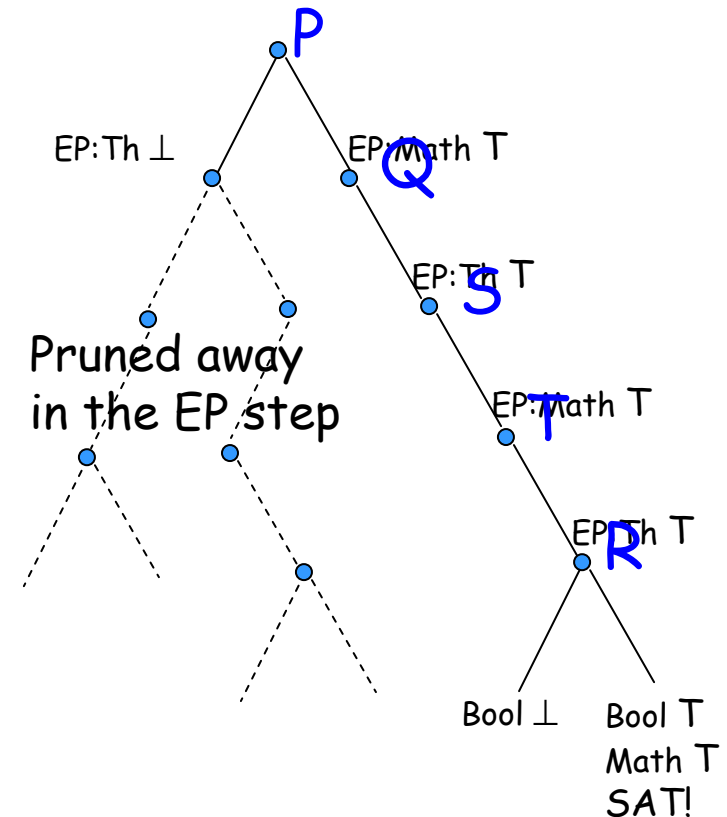 P
EP:Th ⊥
EP:Math T
Q
EP:Th T
S
Pruned away
in the EP step
EP:Math T
T
EP:Th T
R
Bool ⊥
Bool T
Math T
SAT!